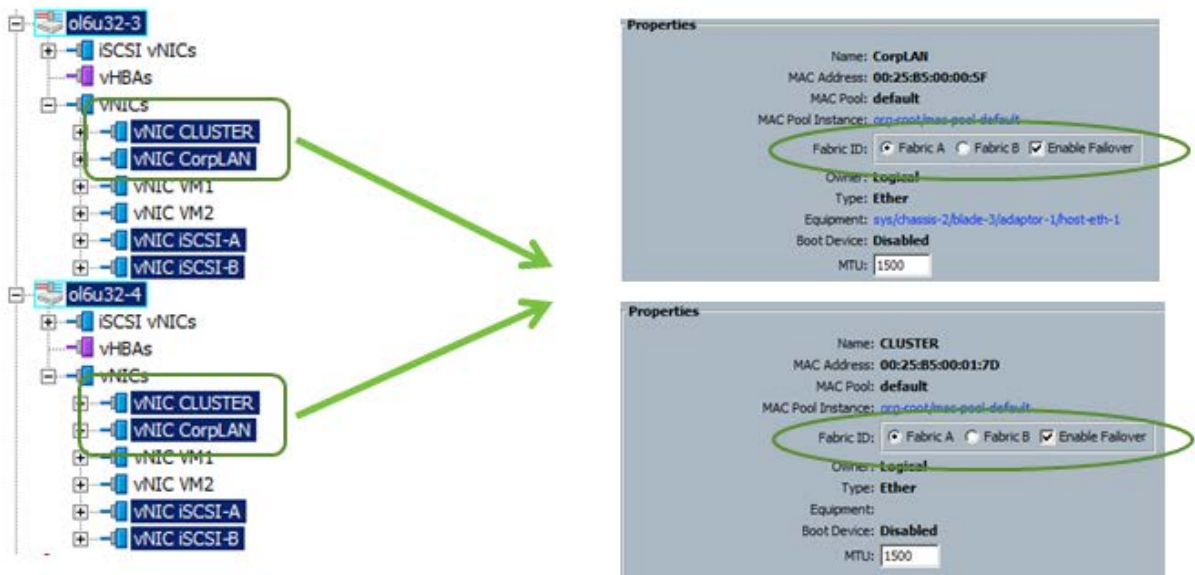 ol6u32-3
iSCSI vNICs
vHBAs
vNICs
vNIC CLUSTER
vNIC CorpLAN
vNIC VM1
vNIC VM2
vNIC iSCSI-A
vNIC iSCSI-B
ol6u32-4
iSCSI vNICs
vHBAs
vNICs
vNIC CLUSTER
vNIC CorpLAN
vNIC VM1
vNIC VM2
vNIC iSCSI-A
vNIC iSCSI-B
Properties
Name: CorpLAN
MAC Address: 00:25:B5:00:00:5F
MAC Pool: default
MAC Pool Instance: org-root/mac-pool-default
Fabric ID: Fabric A Fabric B Enable Failover
Owner: Logical
Type: Ether
Equipment: sys/chassis-2/blade-3/adaptor-1/host-eth-1
Boot Device: Disabled
MTU: 1500
Properties
Name: CLUSTER
MAC Address: 00:25:B5:00:01:7D
MAC Pool: default
MAC Pool Instance: org-root/mac-pool-default
Fabric ID: Fabric A Fabric B Enable Failover
Owner: Logical
Type: Ether
Equipment:
Boot Device: Disabled
MTU: 1500